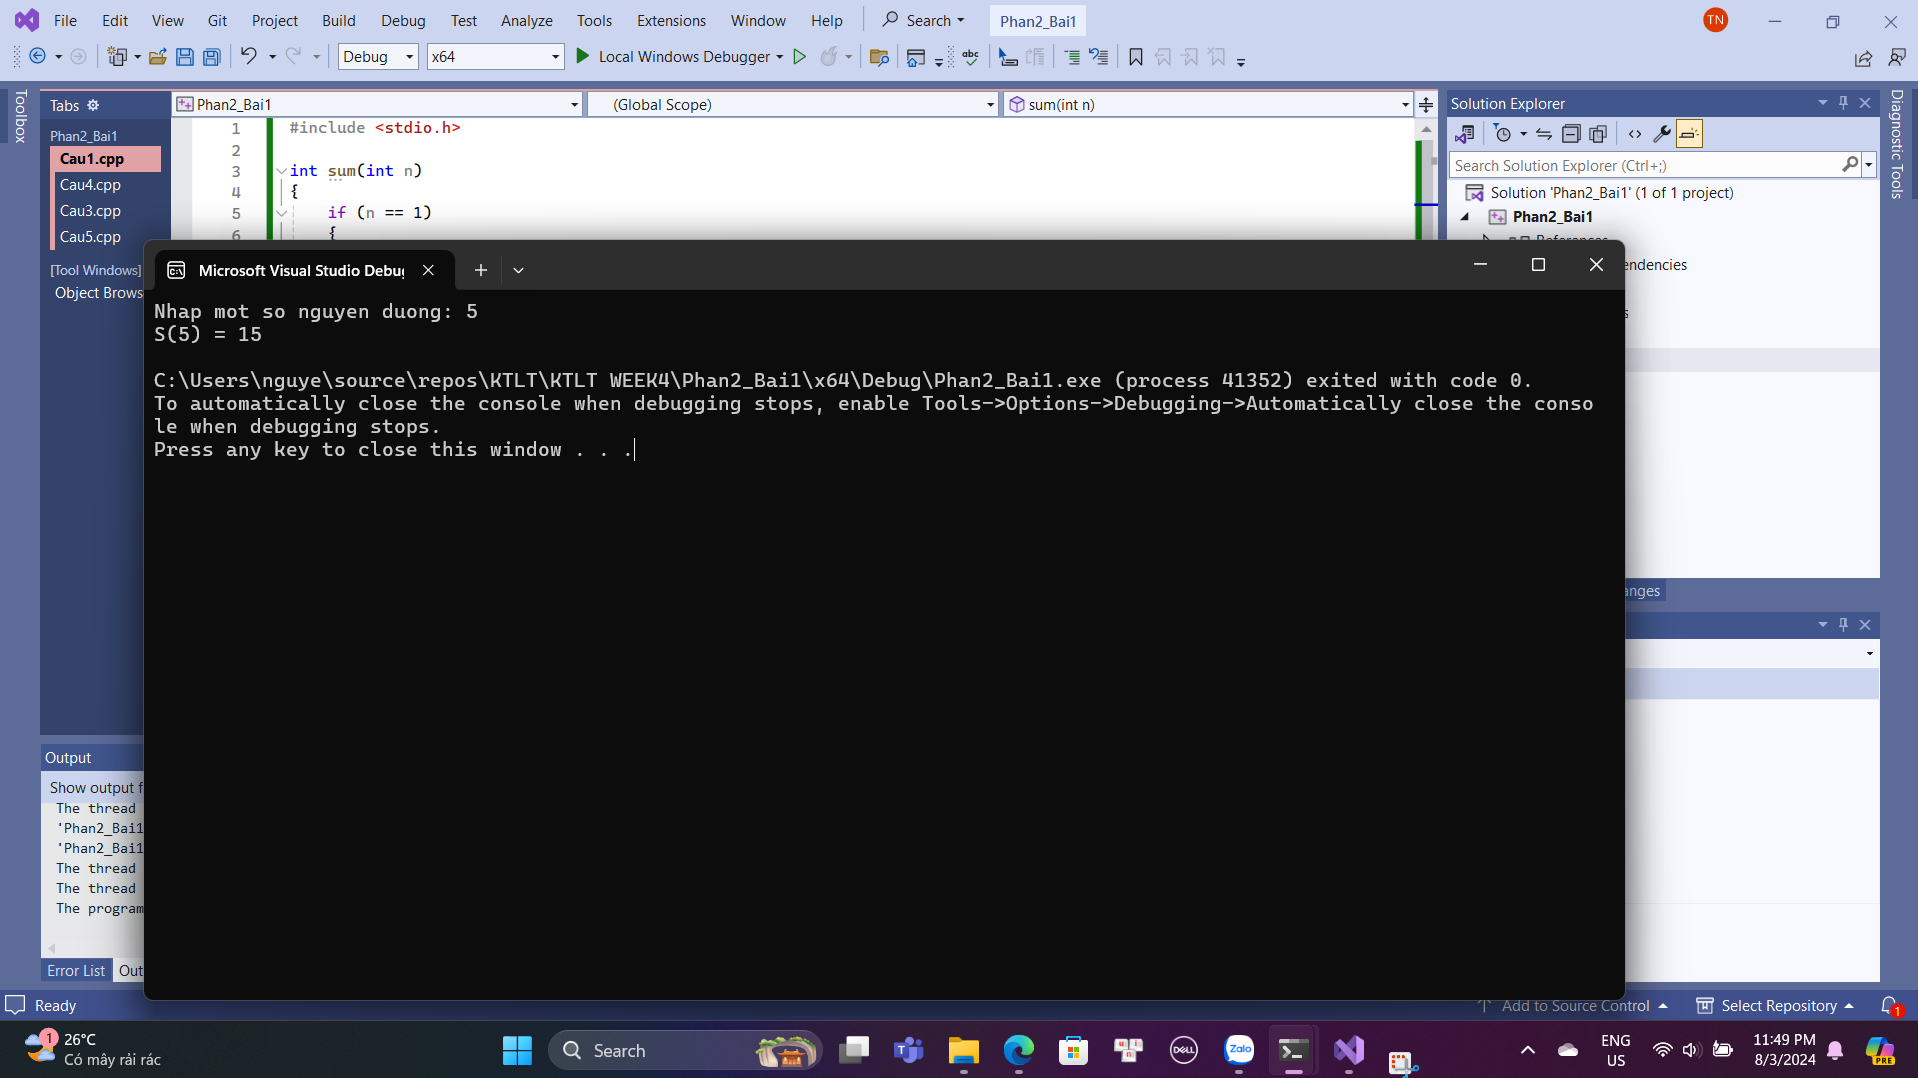 File Edit View Git Project Build Debug Test Analyze Tools Extensions Window Help Search Phan2_Bai1 TN
Debug x64 Local Windows Debugger abc
Toolbox
Tabs
Phan2_Bai1
Cau1.cpp
Cau4.cpp
Cau3.cpp
Cau5.cpp
[Tool Windows]
Object Brows
Phan2_Bai1 (Global Scope) sum(int n)
1 #include <stdio.h>
2
3 int sum(int n)
4 {
5 if (n == 1)
6 {
Solution Explorer
Search Solution Explorer (Ctrl+;)
Solution 'Phan2_Bai1' (1 of 1 project)
Phan2_Bai1
References
endencies
s
anges
Diagnostic Tools
Microsoft Visual Studio Debug
Nhap mot so nguyen duong: 5
S(5) = 15
C:\Users\nguye\source\repos\KTLT\KTLT WEEK4\Phan2_Bai1\x64\Debug\Phan2_Bai1.exe (process 41352) exited with code 0.
To automatically close the console when debugging stops, enable Tools->Options->Debugging->Automatically close the conso
le when debugging stops.
Press any key to close this window . . .
Output
Show output f
The thread
'Phan2_Bai1
'Phan2_Bai1
The thread
The thread
The program
Error List Out
Ready Add to Source Control Select Repository 1
1 26°C
Có mây rải rác
Search
DELL
Zalo
ENG
US
11:49 PM
8/3/2024
PRE